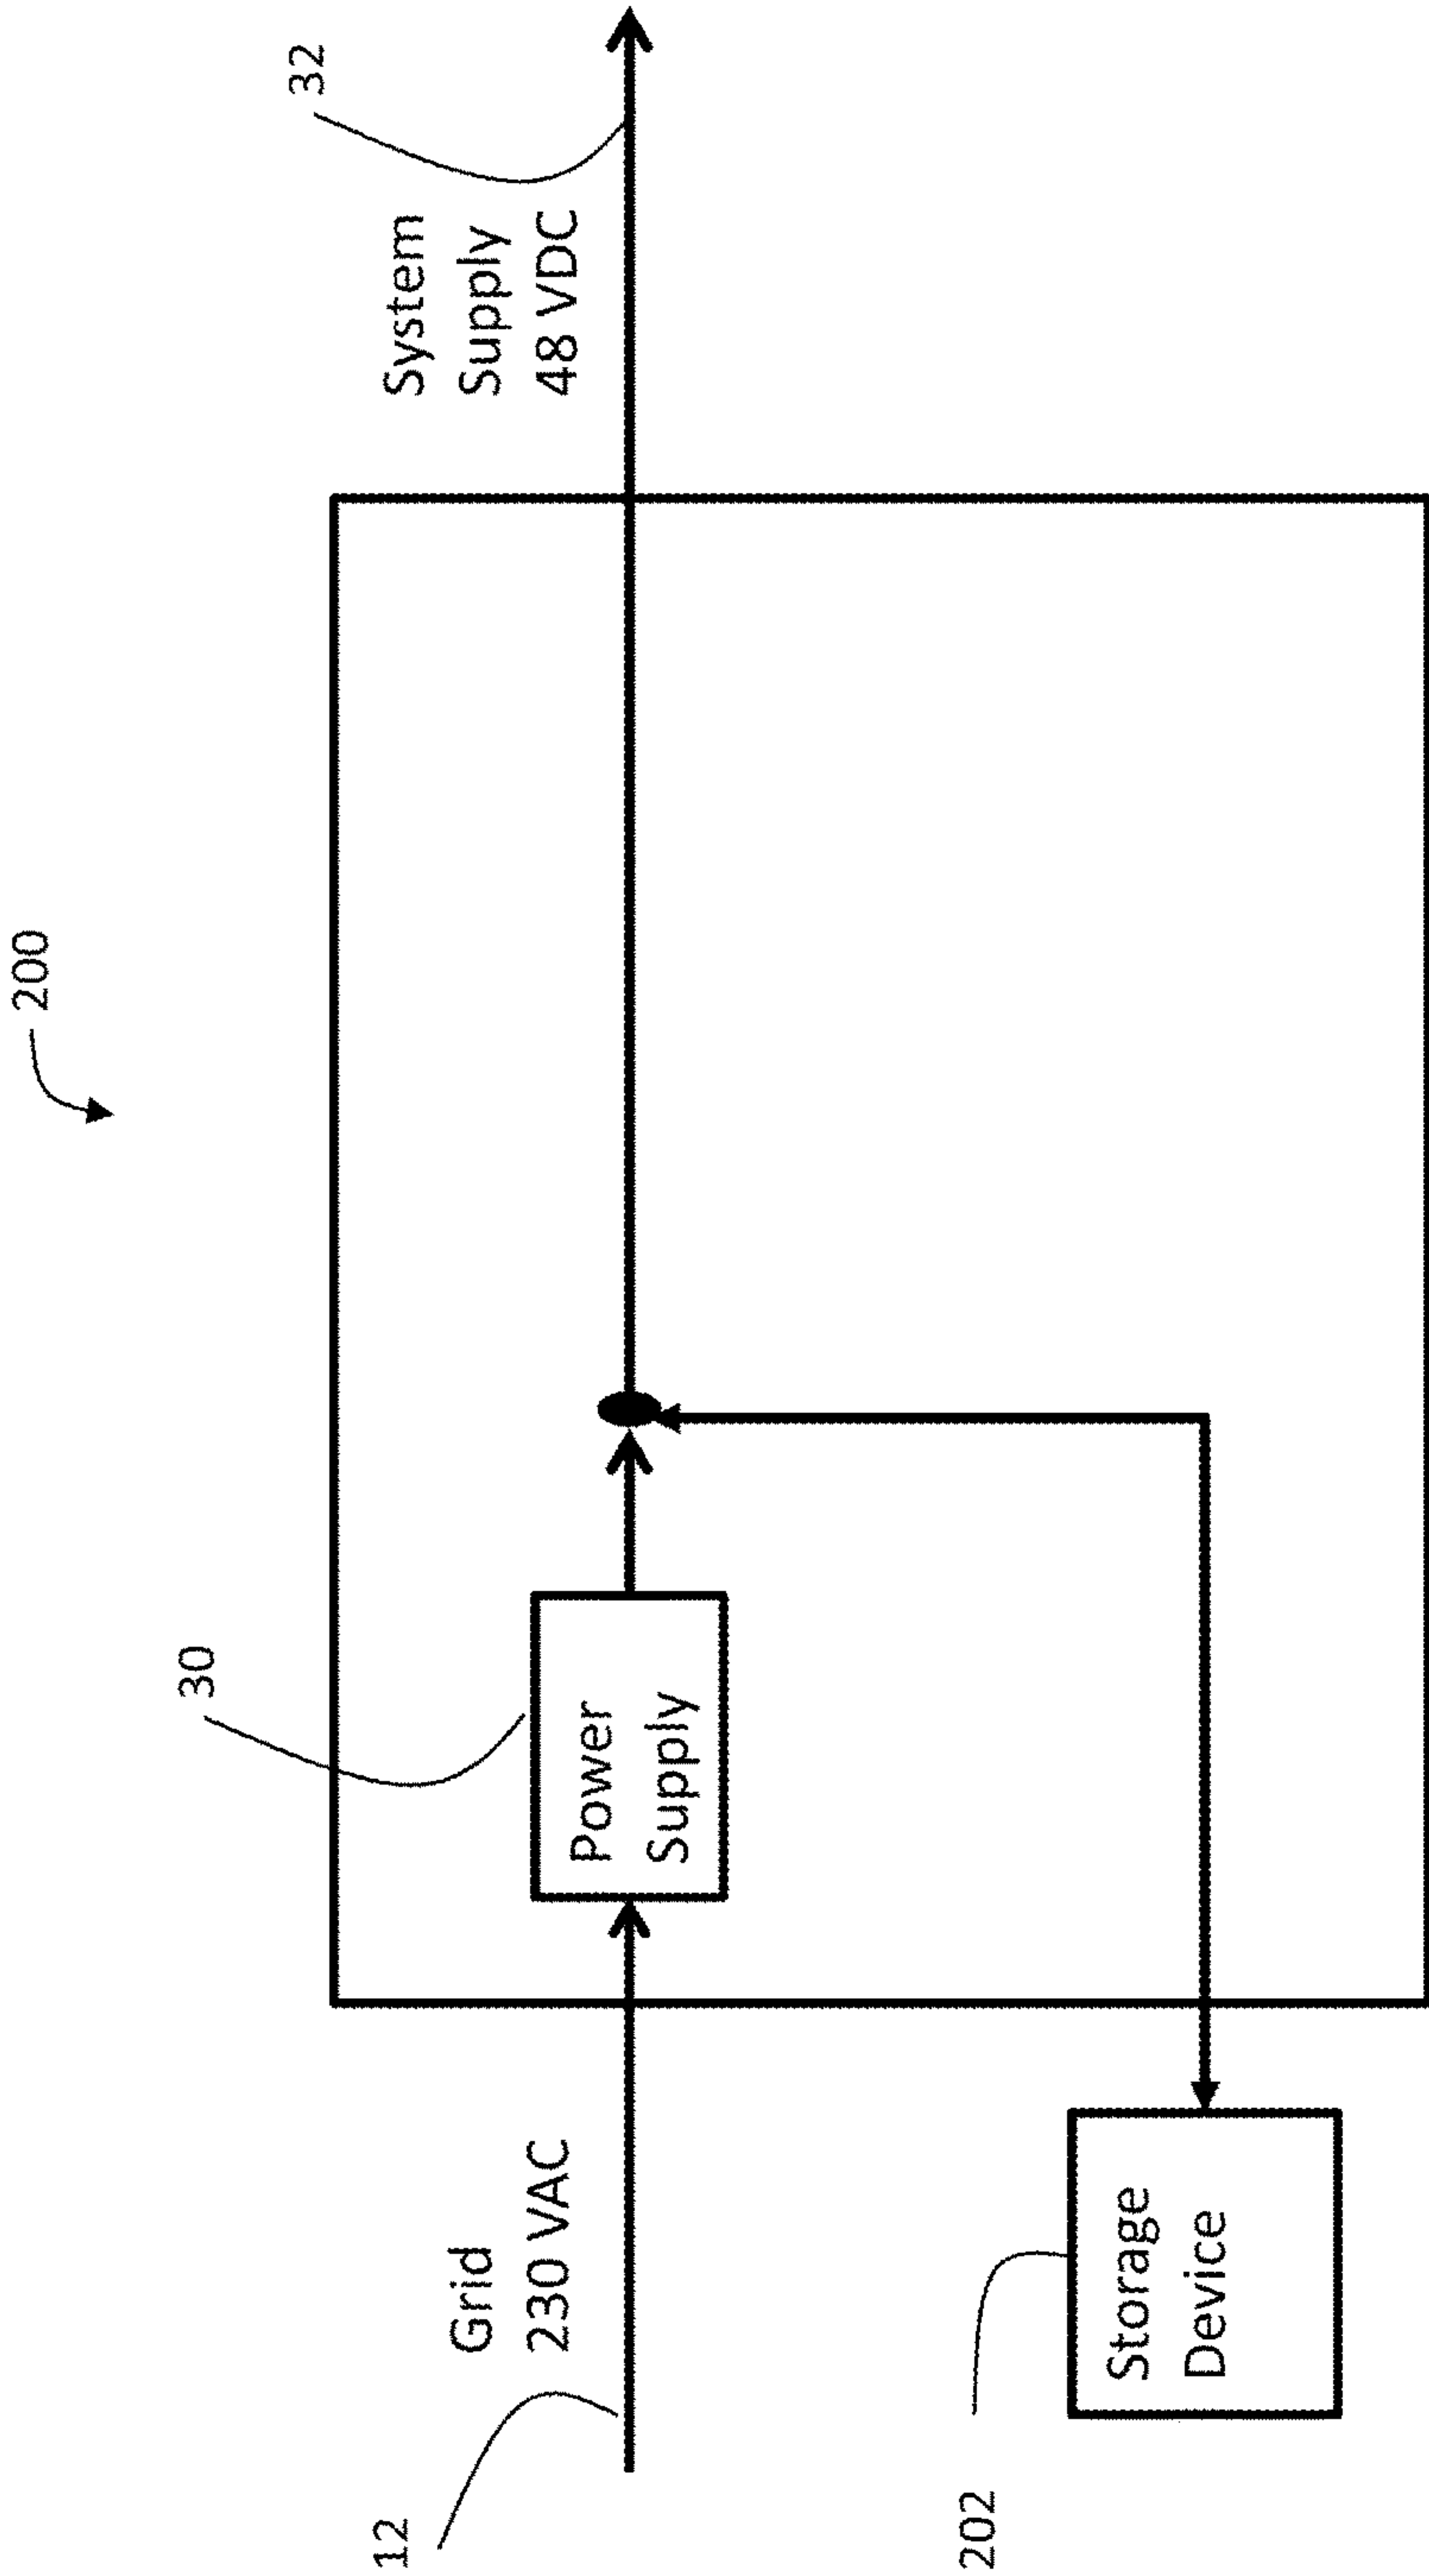 200
32
System
Supply
48 VDC
30
Power
Supply
Grid
230 VAC
12
Storage
Device
202